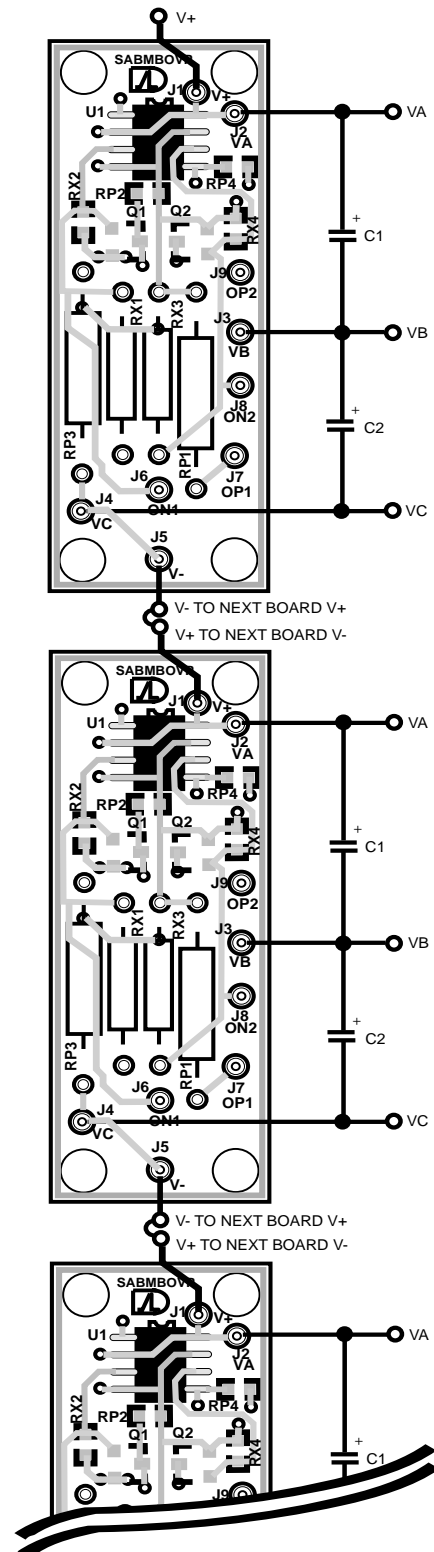 V+
SABMBOVP
J1
V+
U1
J2
VA
VA
RX2
RP2
RP4
Q1
Q2
RX4
+
C1
J9
OP2
RX1
RX3
J3
VB
VB
J8
ON2
+
C2
RP3
RP1
J6
ON1
J7
OP1
J4
VC
VC
J5
V-
V- TO NEXT BOARD V+
V+ TO NEXT BOARD V-
SABMBOVP
J1
V+
U1
J2
VA
VA
RX2
RP2
RP4
Q1
Q2
RX4
+
C1
J9
OP2
RX1
RX3
J3
VB
VB
J8
ON2
+
C2
RP3
RP1
J6
ON1
J7
OP1
J4
VC
VC
J5
V-
V- TO NEXT BOARD V+
V+ TO NEXT BOARD V-
SABMBOVP
J1
V+
U1
J2
VA
VA
RX2
RP2
RP4
Q1
Q2
RX4
+
C1
J9